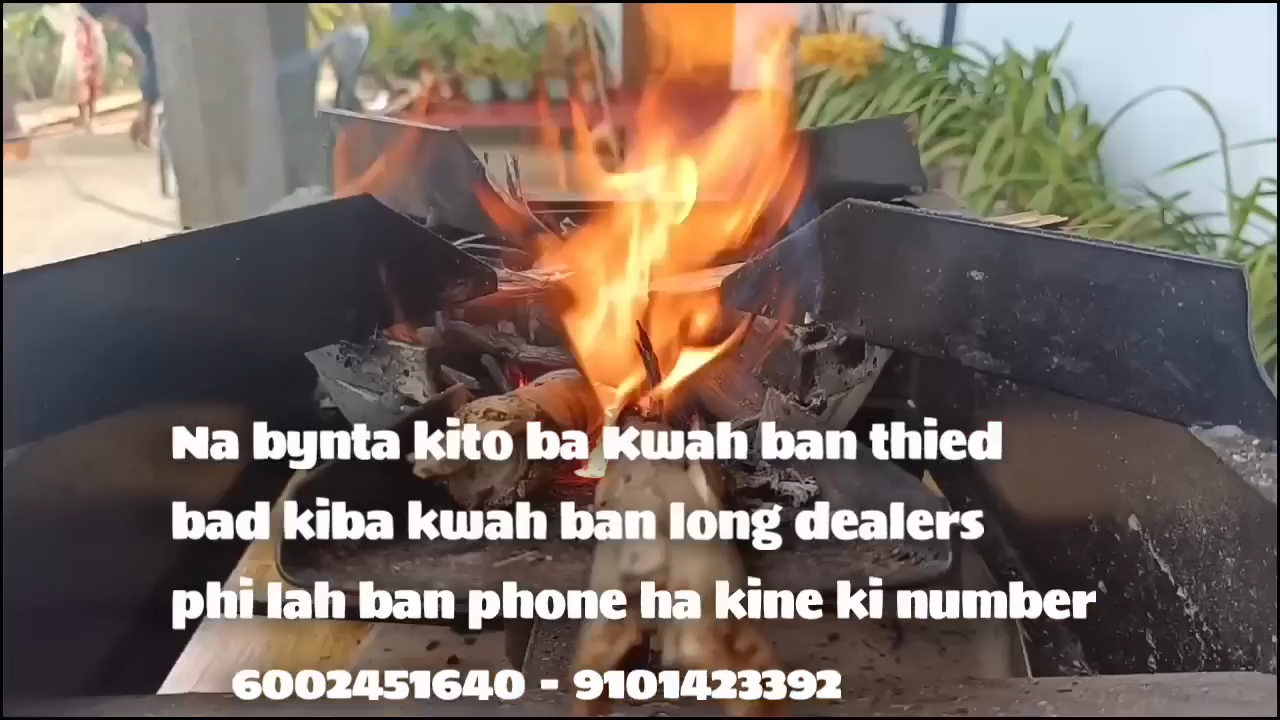 Na bynta kito ba Kwah ban thied
bad kiba kwah ban long dealers
phi lah ban phone ha kine ki number
6002451640 - 9101423392